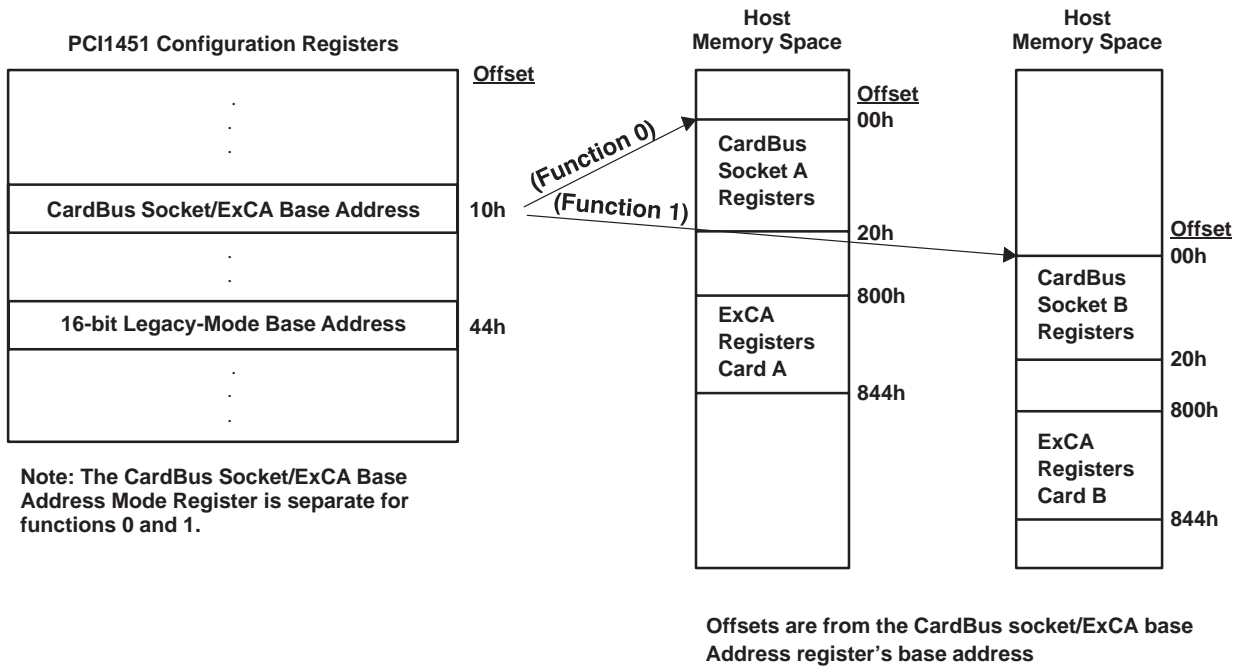 PCI1451 Configuration Registers
Offset
.
.
.
CardBus Socket/ExCA Base Address
10h
.
.
16-bit Legacy-Mode Base Address
44h
.
.
.
Note: The CardBus Socket/ExCA Base
Address Mode Register is separate for
functions 0 and 1.
(Function 0)
(Function 1)
Host
Memory Space
Offset
00h
CardBus
Socket A
Registers
20h
800h
ExCA
Registers
Card A
844h
Host
Memory Space
Offset
00h
CardBus
Socket B
Registers
20h
800h
ExCA
Registers
Card B
844h
Offsets are from the CardBus socket/ExCA base
Address register's base address